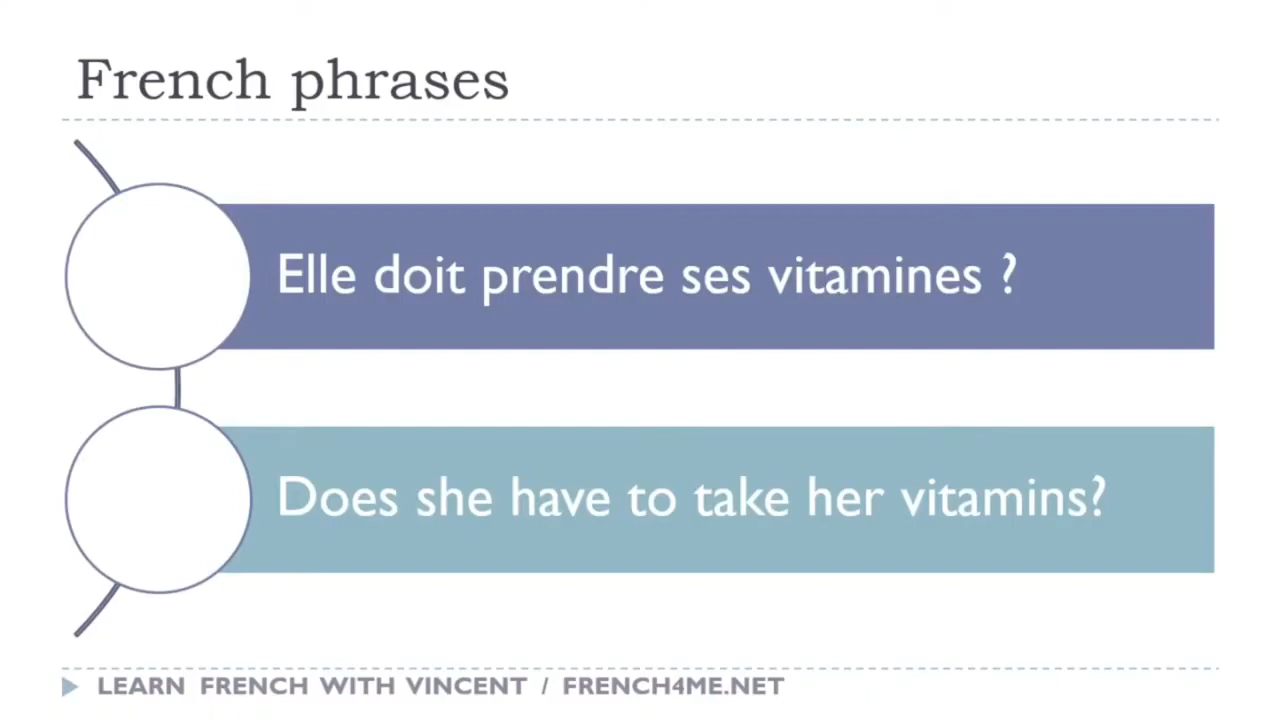 French phrases
Elle doit prendre ses vitamines ?
Does she have to take her vitamins?
LEARN FRENCH WITH VINCENT / FRENCH4ME.NET